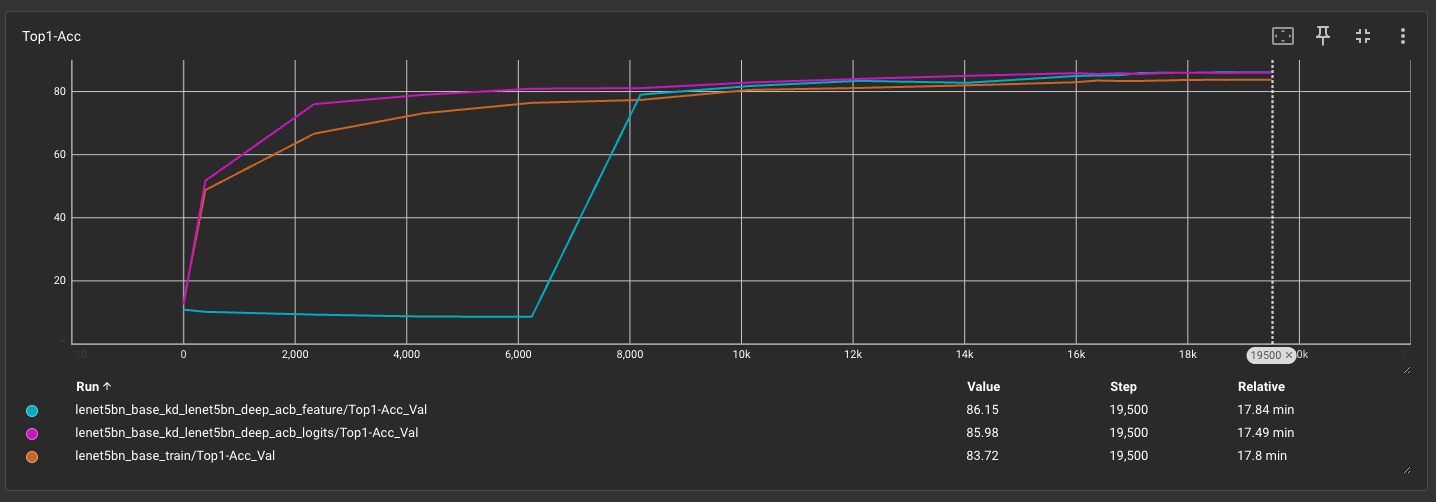 Top1-Acc
80
60
40
20
0 2,000 4,000 6,000 8,000 10k 12k 14k 16k 18k 19500 × 0k
Run ↑ Value Step Relative
lenet5bn_base_kd_lenet5bn_deep_acb_feature/Top1-Acc_Val 86.15 19,500 17.84 min
lenet5bn_base_kd_lenet5bn_deep_acb_logits/Top1-Acc_Val 85.98 19,500 17.49 min
lenet5bn_base_train/Top1-Acc_Val 83.72 19,500 17.8 min